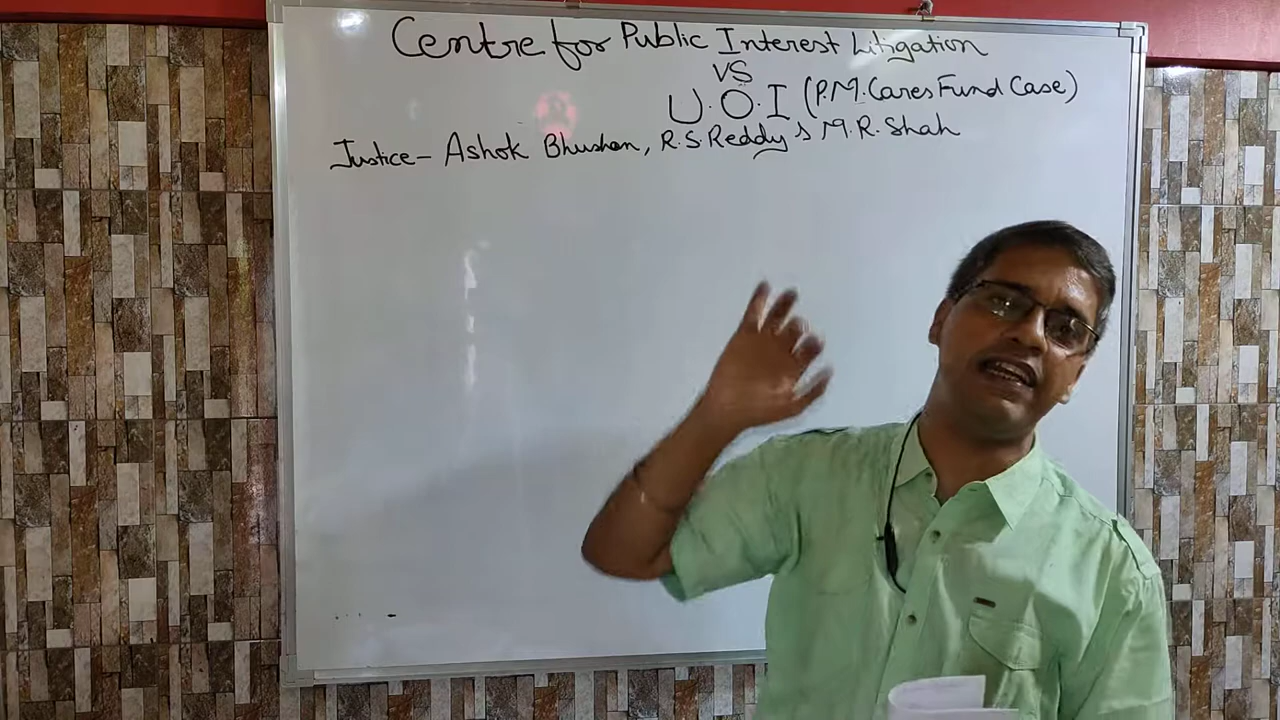 Centre for Public Interest Litigation
VS
U.O.I (P.M. Cares Fund Case)
Justice- Ashok Bhushan, R.S. Reddy & M.R. Shah